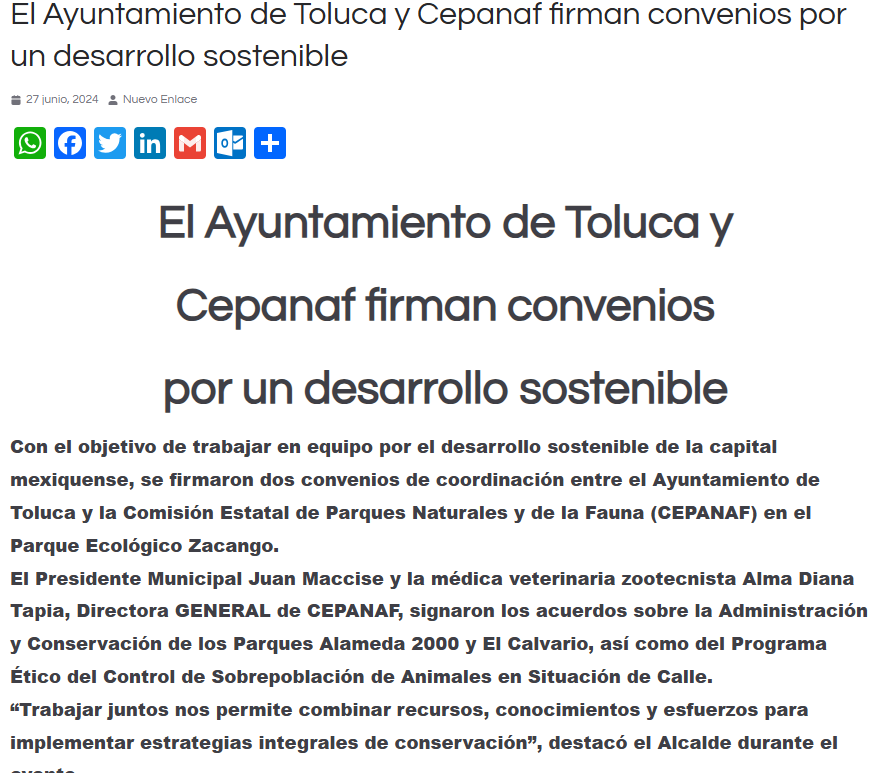 El Ayuntamiento de Toluca y Cepanaf firman convenios por
un desarrollo sostenible
27 junio, 2024 Nuevo Enlace
El Ayuntamiento de Toluca y
Cepanaf firman convenios
por un desarrollo sostenible
Con el objetivo de trabajar en equipo por el desarrollo sostenible de la capital
mexiquense, se firmaron dos convenios de coordinación entre el Ayuntamiento de
Toluca y la Comisión Estatal de Parques Naturales y de la Fauna (CEPANAF) en el
Parque Ecológico Zacango.
El Presidente Municipal Juan Maccise y la médica veterinaria zootecnista Alma Diana
Tapia, Directora GENERAL de CEPANAF, signaron los acuerdos sobre la Administración
y Conservación de los Parques Alameda 2000 y El Calvario, así como del Programa
Ético del Control de Sobrepoblación de Animales en Situación de Calle.
“Trabajar juntos nos permite combinar recursos, conocimientos y esfuerzos para
implementar estrategias integrales de conservación”, destacó el Alcalde durante el